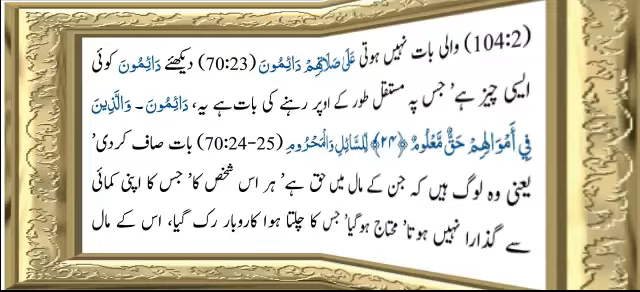 (104:2) والی بات نہیں ہوتی عَلٰی صَلَاتِهِمْ دَائِمُونَ (70:23) دیکھئے دَائِمُونَ کوئی
ایسی چیز ہے' جس پہ مستقل طور کے اوپر رہنے کی بات ہے یہ، دَائِمُونَ۔ وَالَّذِينَ
فِي أَمْوَالِهِمْ حَقٌّ مَّعْلُومٌ ﴿۲۴﴾ لِلسَّائِلِ وَالْمَحْرُومِ (70:24-25) بات صاف کردی'
یعنی وہ لوگ ہیں کہ جن کے مال میں حق ہے' ہر اس شخص کا' جس کا اپنی کمائی
سے گذارا نہیں ہوتا' محتاج ہوگیا' جس کا چلتا ہوا کاروبار رک گیا، اس کے مال